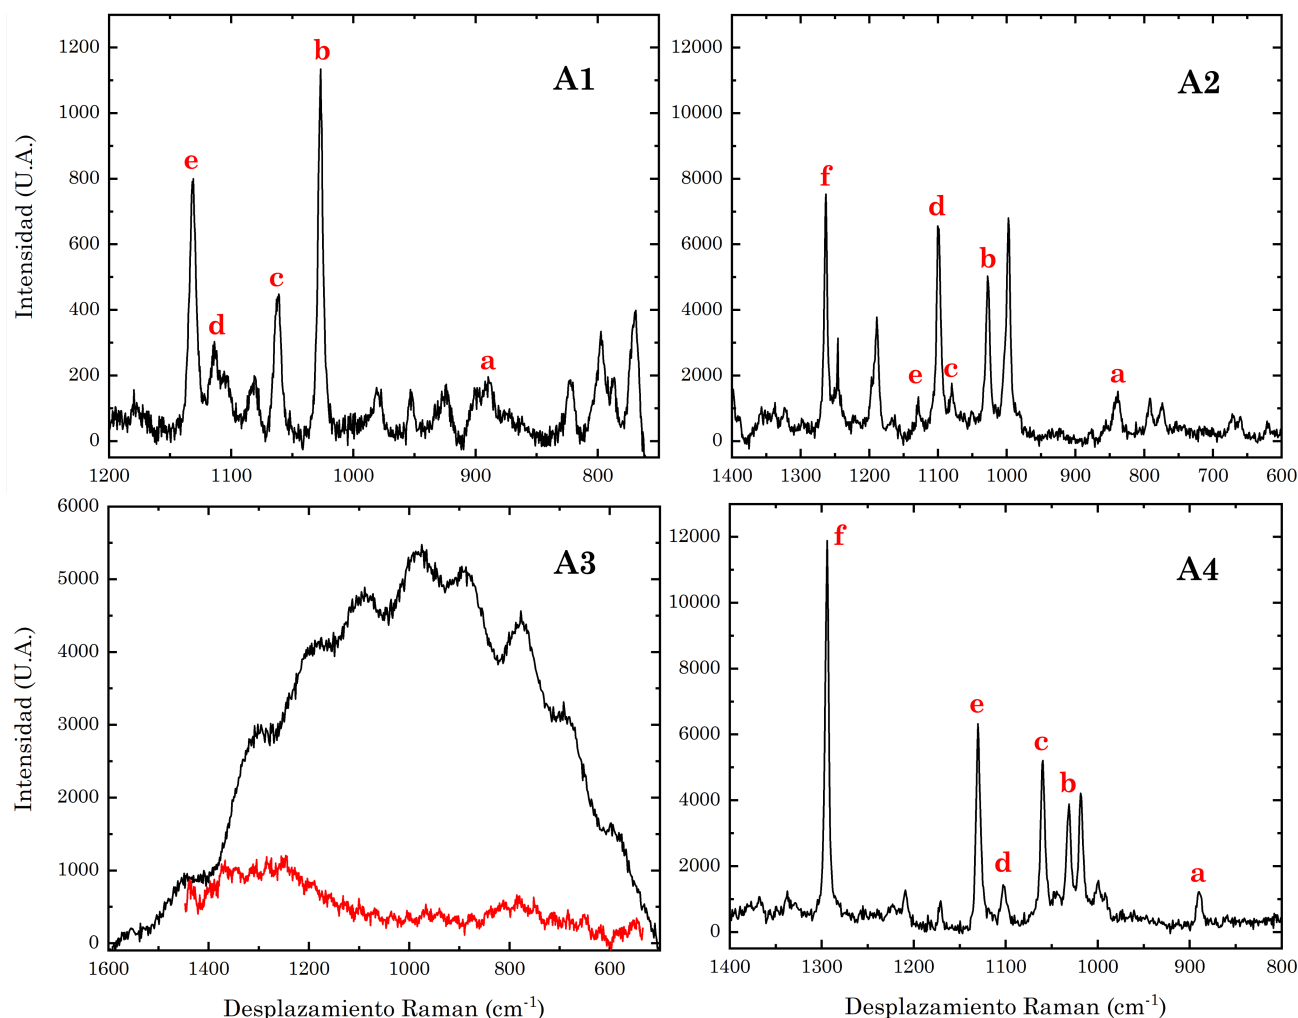 A1
Intensidad (U.A.)
1200
1000
800
600
400
200
0
e
d
c
b
a
1200 1100 1000 900 800
A2
12000
10000
8000
6000
4000
2000
0
f
e
d
c
b
a
1400 1300 1200 1100 1000 900 800 700 600
A3
Intensidad (U.A.)
6000
5000
4000
3000
2000
1000
0
1600 1400 1200 1000 800 600
Desplazamiento Raman (cm-1)
A4
12000
10000
8000
6000
4000
2000
0
f
e
d
c
b
a
1400 1300 1200 1100 1000 900 800
Desplazamiento Raman (cm-1)